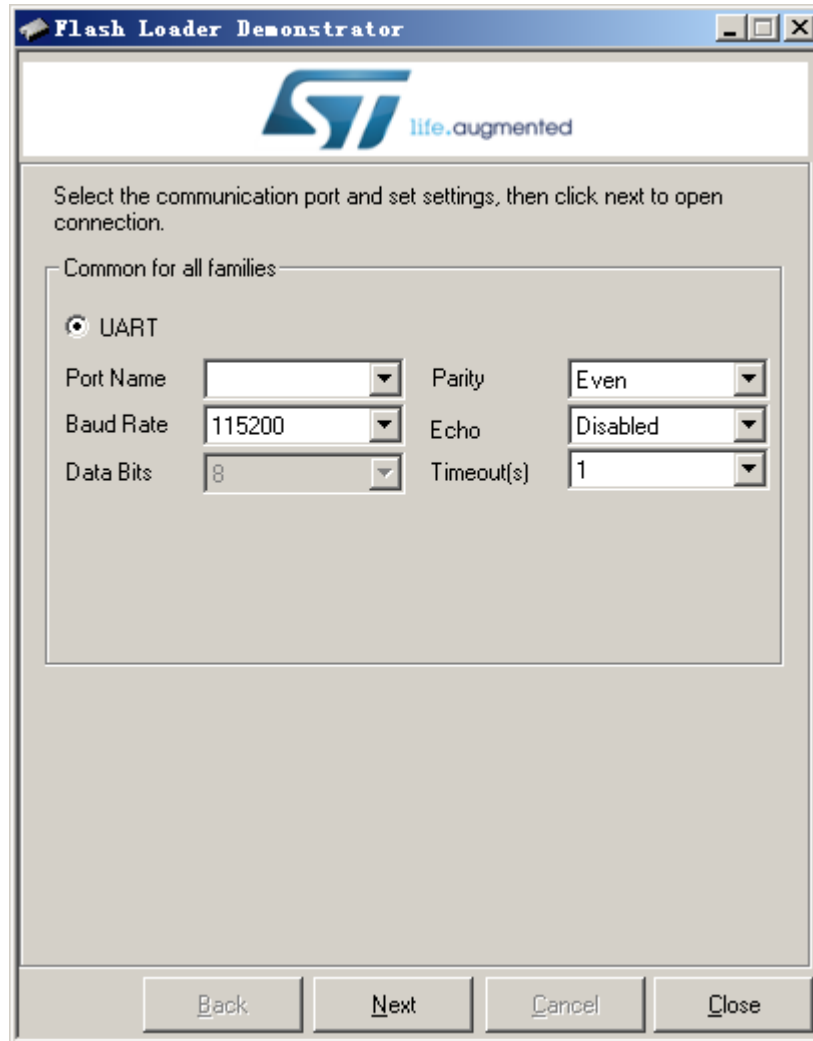 Flash Loader Demonstrator
life.augmented
Select the communication port and set settings, then click next to open
connection.
Common for all families
UART
Port Name
Parity Even
Baud Rate 115200
Echo Disabled
Data Bits 8
Timeout(s) 1
Back Next Cancel Close